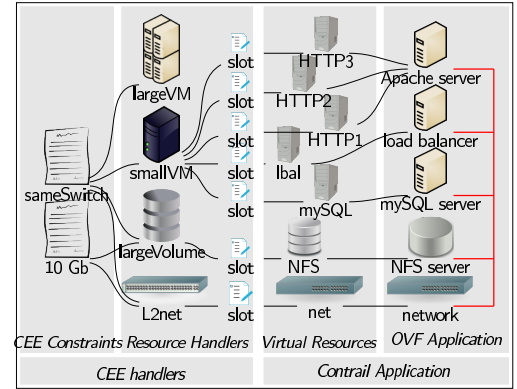 slot
HTTP3
Apache server
largeVM
slot
HTTP2
slot
HTTP1
load balancer
smallVM
slot
lbal
sameSwitch
slot
mySQL
mySQL server
largeVolume
10 Gb
slot
NFS
NFS server
L2net
slot
net
network
CEE Constraints
Resource Handlers
Virtual Resources
OVF Application
CEE handlers
Contrail Application